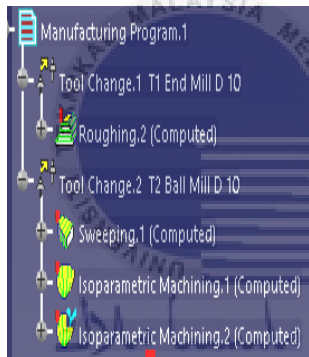 Manufacturing Program.1
Tool Change.1 T1 End Mill D 10
Roughing.2 (Computed)
Tool Change.2 T2 Ball Mill D 10
Sweeping.1 (Computed)
Isoparametric Machining.1 (Computed)
Isoparametric Machining.2 (Computed)